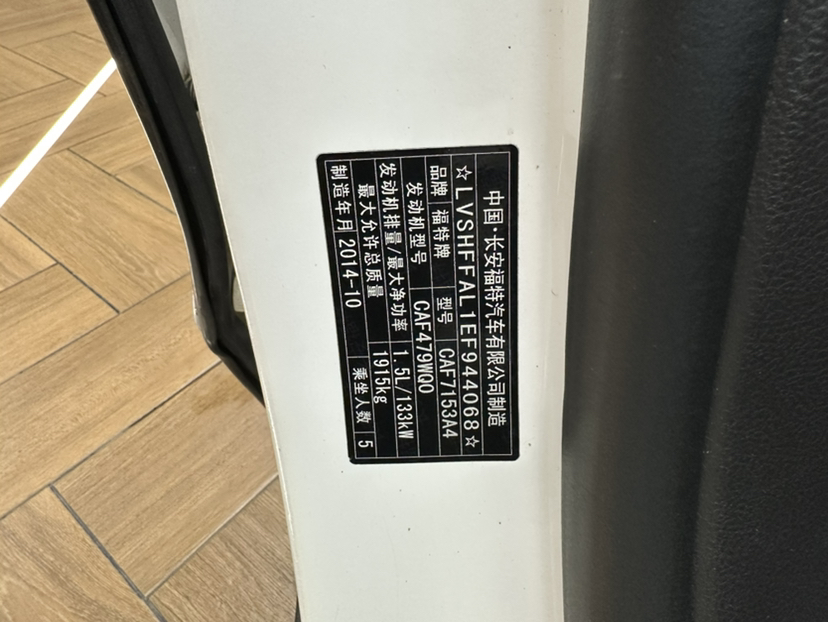 中国·长安福特汽车有限公司制造
☆LVSHFFAL1EF944068☆
品牌 福特牌 型号 CAF7153A4
发动机型号 CAF479WQ0
发动机排量/最大净功率 1.5L/133kW
最大允许总质量 1915kg
制造年月 2014-10 乘坐人数 5